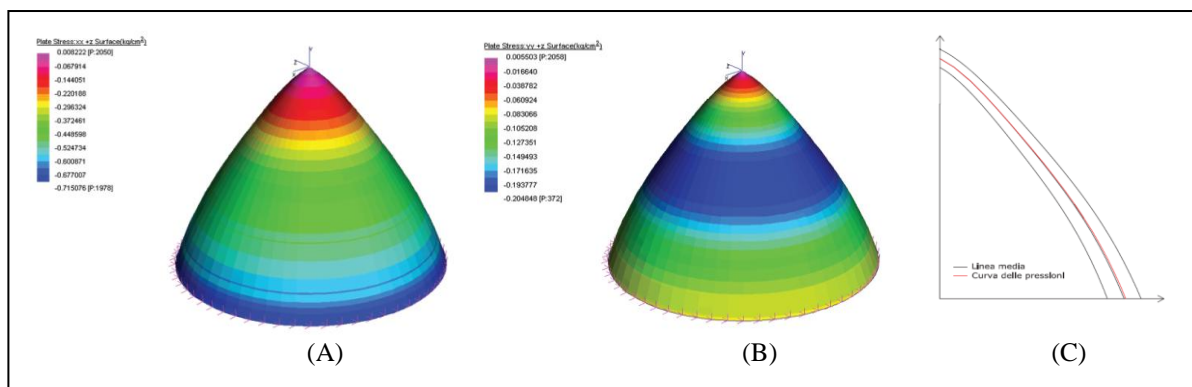 Plate Stress:xx +z Surface(kg/cm²)
0.008222 [P:2050]
-0.067914
-0.144051
-0.220188
-0.296324
-0.372461
-0.448598
-0.524734
-0.600871
-0.677007
-0.715076 [P:1978]
Plate Stress:yy +z Surface(kg/cm²)
0.005503 [P:2058]
-0.016640
-0.038782
-0.060924
-0.083066
-0.105208
-0.127351
-0.149493
-0.171635
-0.193777
-0.204848 [P:372]
Linea media
Curva delle pressioni
(A)
(B)
(C)